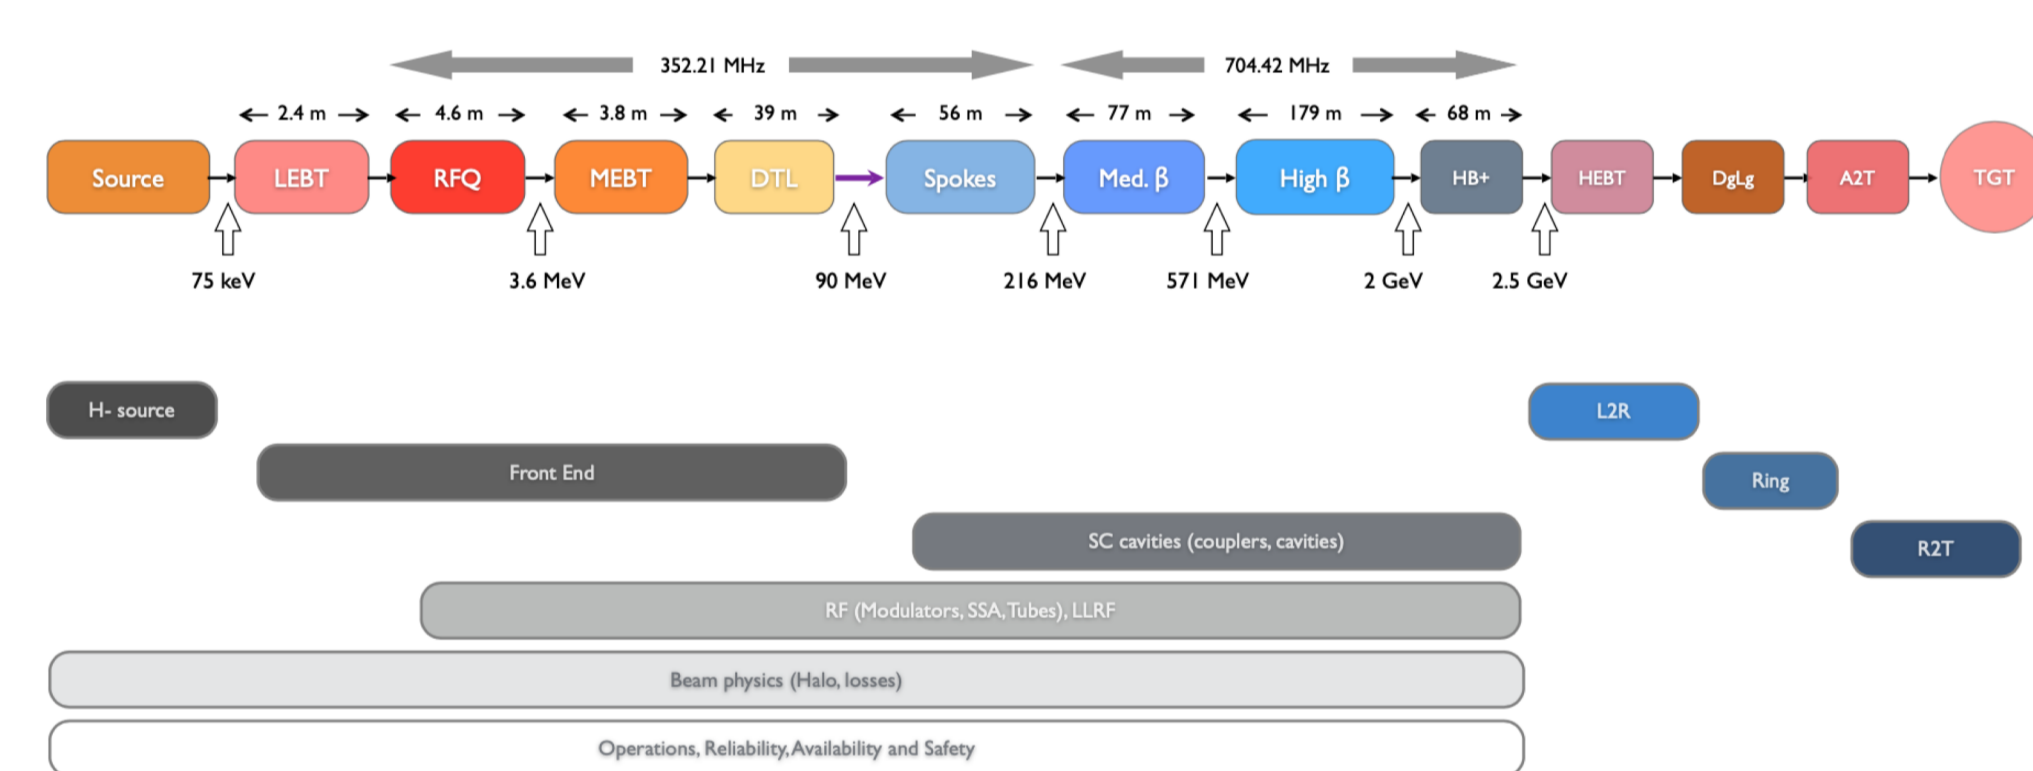 352.21 MHz
704.42 MHz
2.4 m
4.6 m
3.8 m
39 m
56 m
77 m
179 m
68 m
Source
LEBT
RFQ
MEBT
DTL
Spokes
Med. β
High β
HB+
HEBT
DgLg
A2T
TGT
75 keV
3.6 MeV
90 MeV
216 MeV
571 MeV
2 GeV
2.5 GeV
H- source
L2R
Front End
Ring
SC cavities (couplers, cavities)
R2T
RF (Modulators, SSA, Tubes), LLRF
Beam physics (Halo, losses)
Operations, Reliability, Availability and Safety